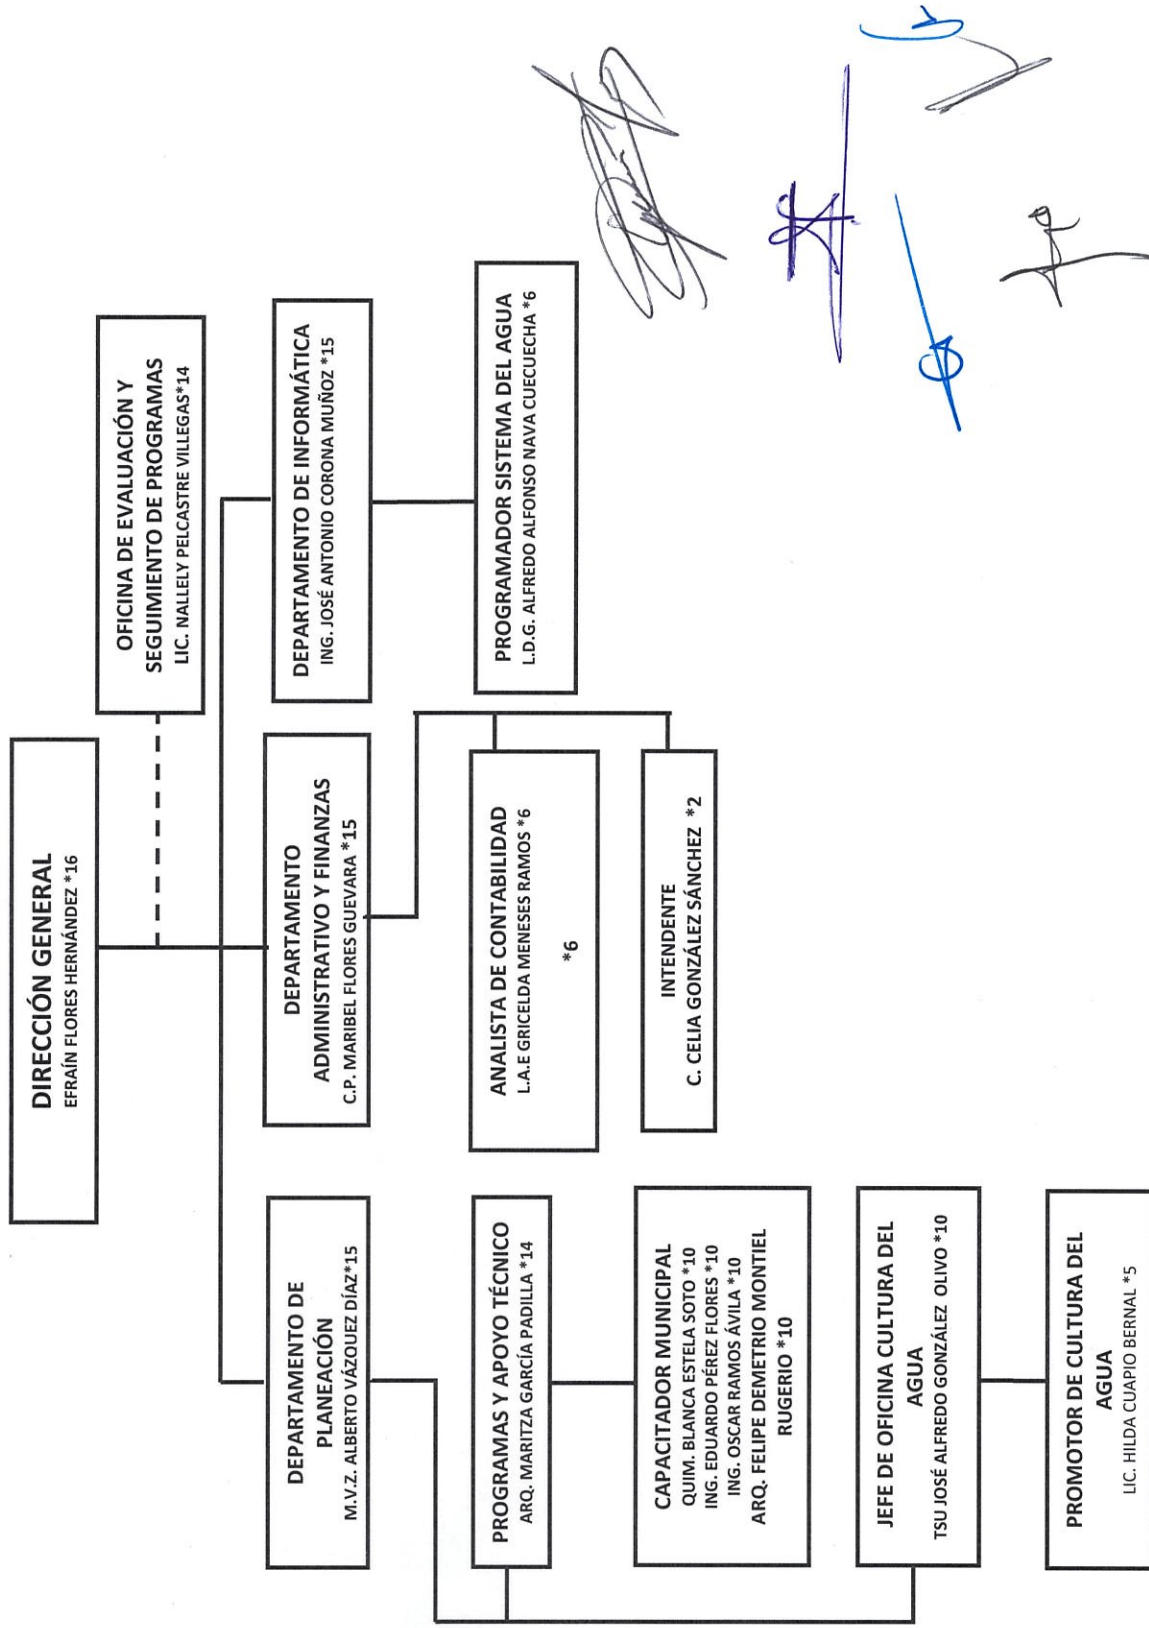 DIRECCIÓN GENERAL
EFRAÍN FLORES HERNÁNDEZ *16
OFICINA DE EVALUACIÓN Y
SEGUIMIENTO DE PROGRAMAS
LIC. NALLELY PELCASTRE VILLEGAS*14
DEPARTAMENTO DE
PLANEACIÓN
M.V.Z. ALBERTO VÁZQUEZ DÍAZ*15
DEPARTAMENTO
ADMINISTRATIVO Y FINANZAS
C.P. MARIBEL FLORES GUEVARA *15
DEPARTAMENTO DE INFORMÁTICA
ING. JOSÉ ANTONIO CORONA MUÑOZ *15
PROGRAMAS Y APOYO TÉCNICO
ARQ. MARITZA GARCÍA PADILLA *14
ANALISTA DE CONTABILIDAD
L.A.E GRICELDA MENESES RAMOS *6
*6
PROGRAMADOR SISTEMA DEL AGUA
L.D.G. ALFREDO ALFONSO NAVA CUECUECHA *6
CAPACITADOR MUNICIPAL
QUIM. BLANCA ESTELA SOTO *10
ING. EDUARDO PÉREZ FLORES *10
ING. OSCAR RAMOS ÁVILA *10
ARQ. FELIPE DEMETRIO MONTIEL
RUGERIO *10
INTENDENTE
C. CELIA GONZÁLEZ SÁNCHEZ *2
JEFE DE OFICINA CULTURA DEL
AGUA
TSU JOSÉ ALFREDO GONZÁLEZ OLIVO *10
PROMOTOR DE CULTURA DEL
AGUA
LIC. HILDA CUAPIO BERNAL *5